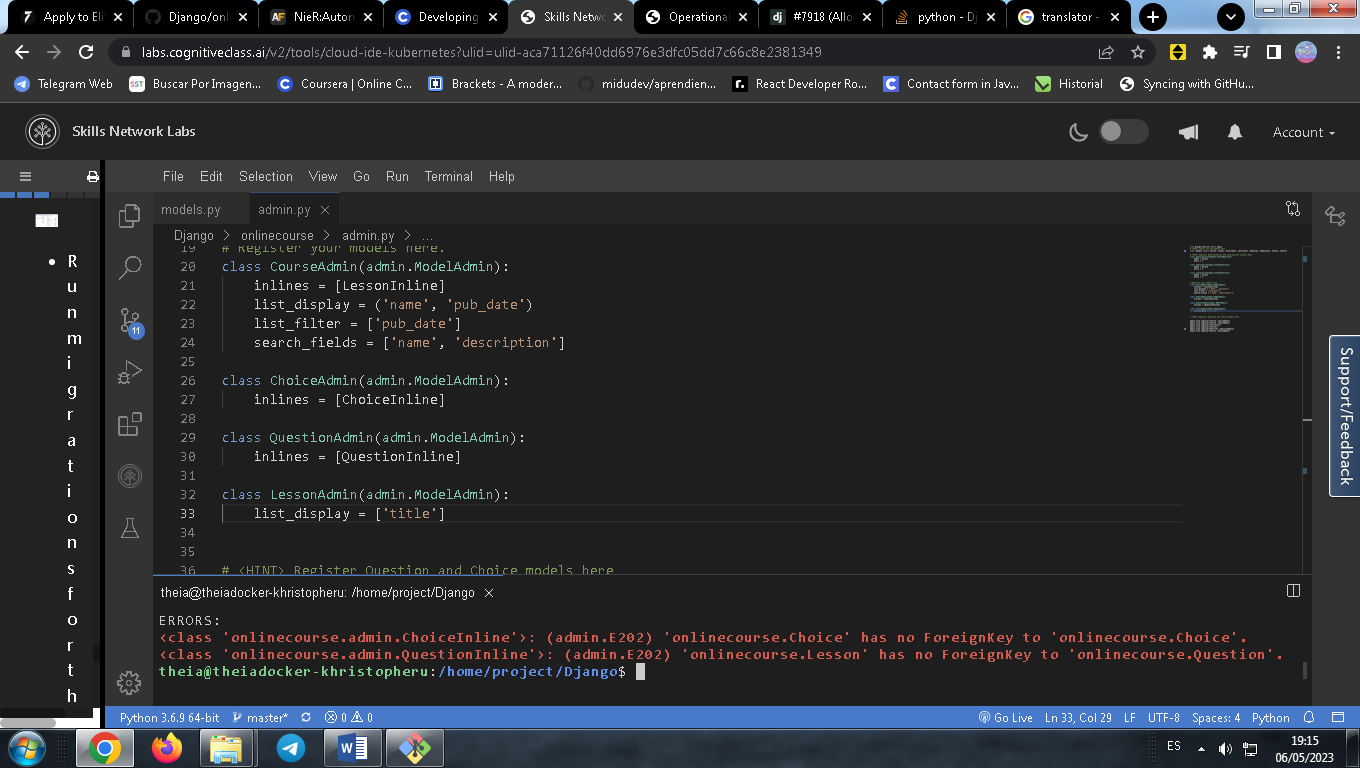 Apply to Eli
Django/onl
NieR:Auton
Developing
Skills Netwo
Operational
#7918 (Allo
python - Dj
translator -
labs.cognitiveclass.ai/v2/tools/cloud-ide-kubernetes?ulid=ulid-aca71126f40dd6976e3dfc05dd7c66c8e2381349
Telegram Web
Buscar Por Imagen...
Coursera | Online C...
Brackets - A moder...
midudev/aprendien...
React Developer Ro...
Contact form in Jav...
Historial
Syncing with GitHu...
Skills Network Labs
Account
File Edit Selection View Go Run Terminal Help
models.py
admin.py
Django > onlinecourse > admin.py > ...
R
u
n
m
i
g
r
a
t
i
o
n
s
f
o
r
t
h
11
19 # Register your models here.
20 class CourseAdmin(admin.ModelAdmin):
21 inlines = [LessonInline]
22 list_display = ('name', 'pub_date')
23 list_filter = ['pub_date']
24 search_fields = ['name', 'description']
25
26 class ChoiceAdmin(admin.ModelAdmin):
27 inlines = [ChoiceInline]
28
29 class QuestionAdmin(admin.ModelAdmin):
30 inlines = [QuestionInline]
31
32 class LessonAdmin(admin.ModelAdmin):
33 list_display = ['title']
34
35
36 # <HINT> Register Question and Choice models here
Support/Feedback
theia@theiadocker-khristopheru: /home/project/Django
ERRORS:
<class 'onlinecourse.admin.ChoiceInline'>: (admin.E202) 'onlinecourse.Choice' has no ForeignKey to 'onlinecourse.Choice'.
<class 'onlinecourse.admin.QuestionInline'>: (admin.E202) 'onlinecourse.Lesson' has no ForeignKey to 'onlinecourse.Question'.
theia@theiadocker-khristopheru:/home/project/Django$
Python 3.6.9 64-bit
master*
0 0
Go Live
Ln 33, Col 29
LF
UTF-8
Spaces: 4
Python
ES
19:15
06/05/2023